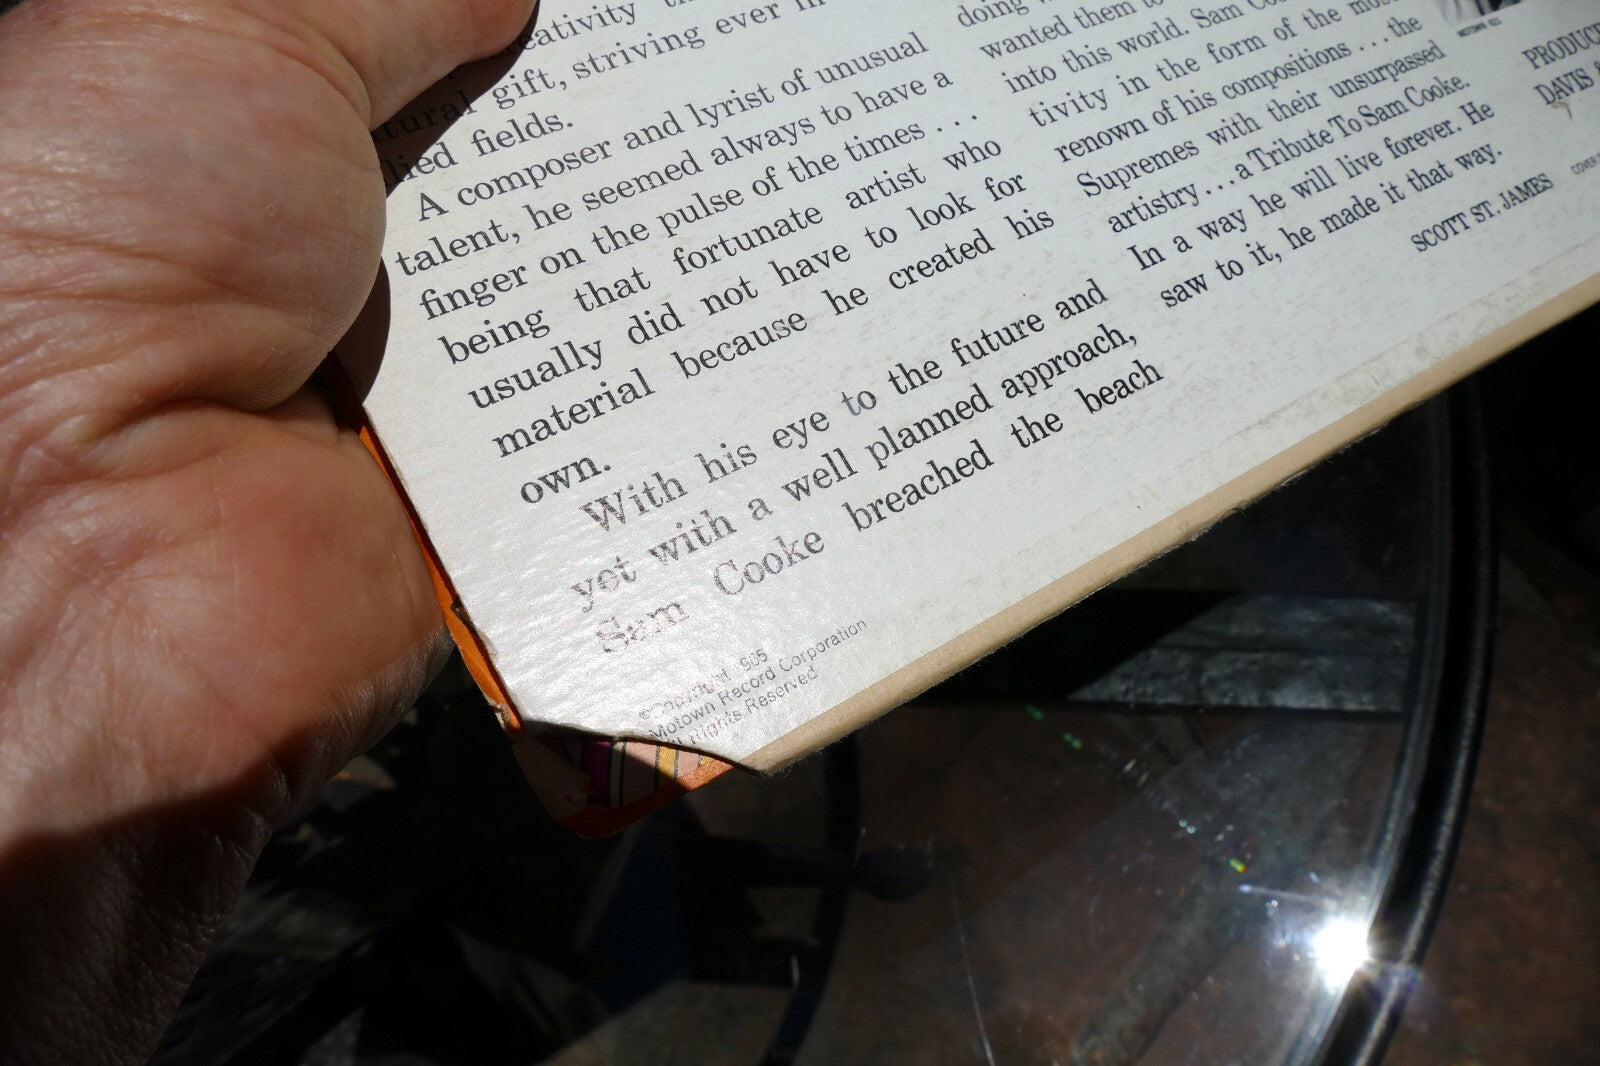 gift, striving ever in
fields.
A composer and lyrist of unusual
talent, he seemed always to have a
finger on the pulse of the times . . .
being that fortunate artist who
usually did not have to look for
material because he created his
own.
With his eye to the future and
yet with a well planned approach,
Sam Cooke breached the beach
doing
wanted them to
into this world. Sam
tivity in the form of the most
renown of his compositions . . . the
Supremes with their unsurpassed
artistry . . . a Tribute To Sam Cooke.
In a way he will live forever. He
saw to it, he made it that way.
SCOTT ST. JAMES
DAVIS
©Copyright
Motown Record Corporation
Rights Reserved